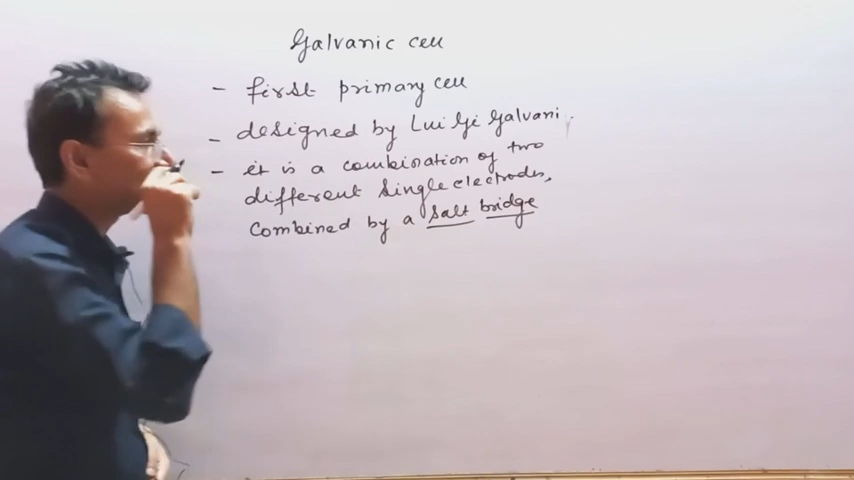 Galvanic cell
- first primary cell
- designed by Luigi Galvani.
- it is a combination of two
different single electrodes,
combined by a salt bridge